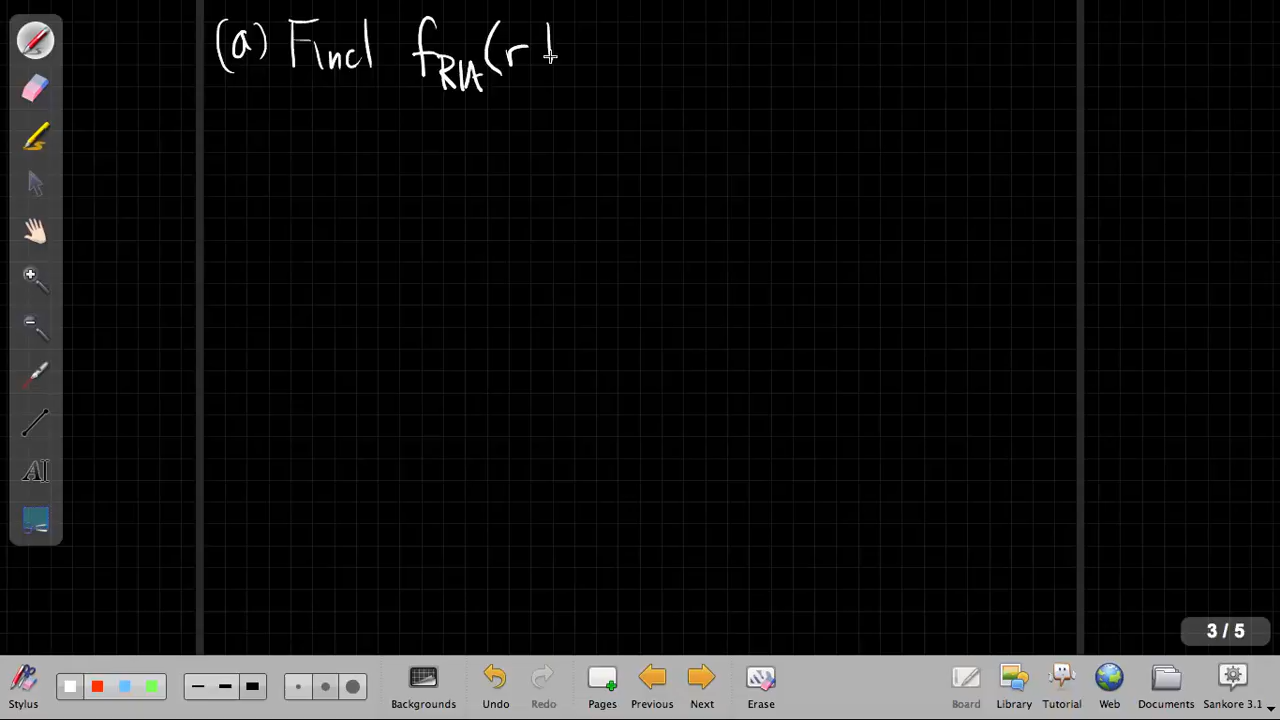 (a) Find f_{R|A}(r |
3 / 5
Stylus Backgrounds Undo Redo Pages Previous Next Erase Board Library Tutorial Web Documents Sankore 3.1